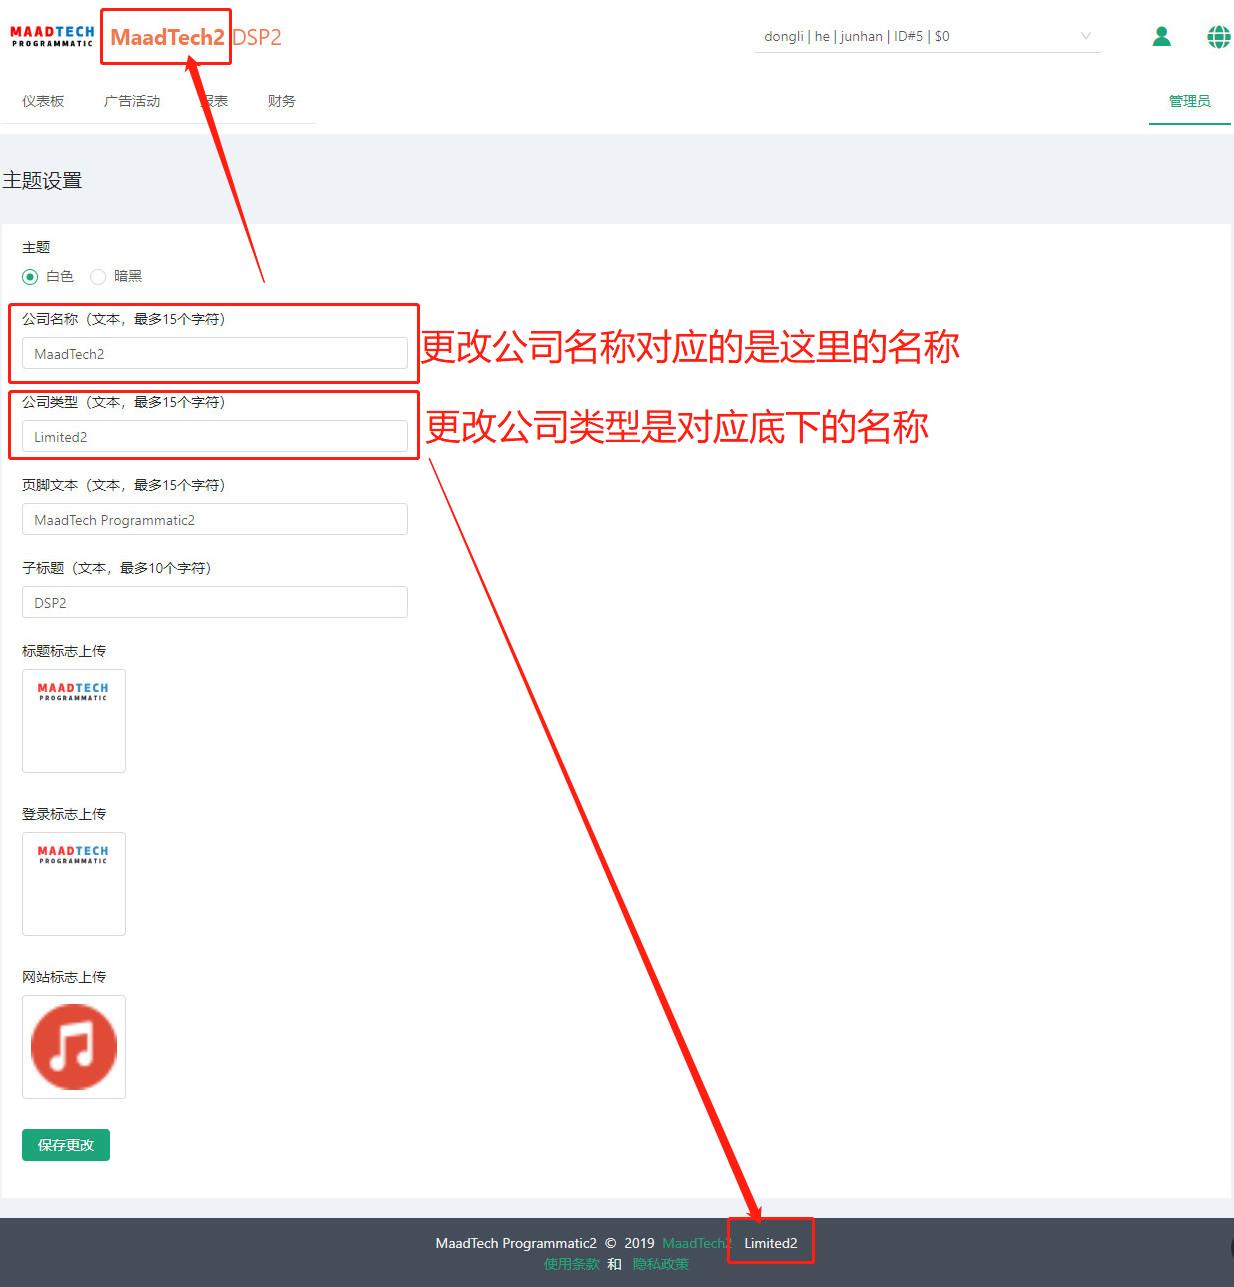 MAADTECH
PROGRAMMATIC
MaadTech2 DSP2
dongli | he | junhan | ID#5 | $0
仪表板 广告活动 报表 财务 管理员
主题设置
主题
白色 暗黑
公司名称（文本，最多15个字符）
MaadTech2
更改公司名称对应的是这里的名称
公司类型（文本，最多15个字符）
Limited2
更改公司类型是对应底下的名称
页脚文本（文本，最多15个字符）
MaadTech Programmatic2
子标题（文本，最多10个字符）
DSP2
标题标志上传
MAADTECH
PROGRAMMATIC
登录标志上传
MAADTECH
PROGRAMMATIC
网站标志上传
保存更改
MaadTech Programmatic2 © 2019 MaadTech2 Limited2
使用条款 和 隐私政策